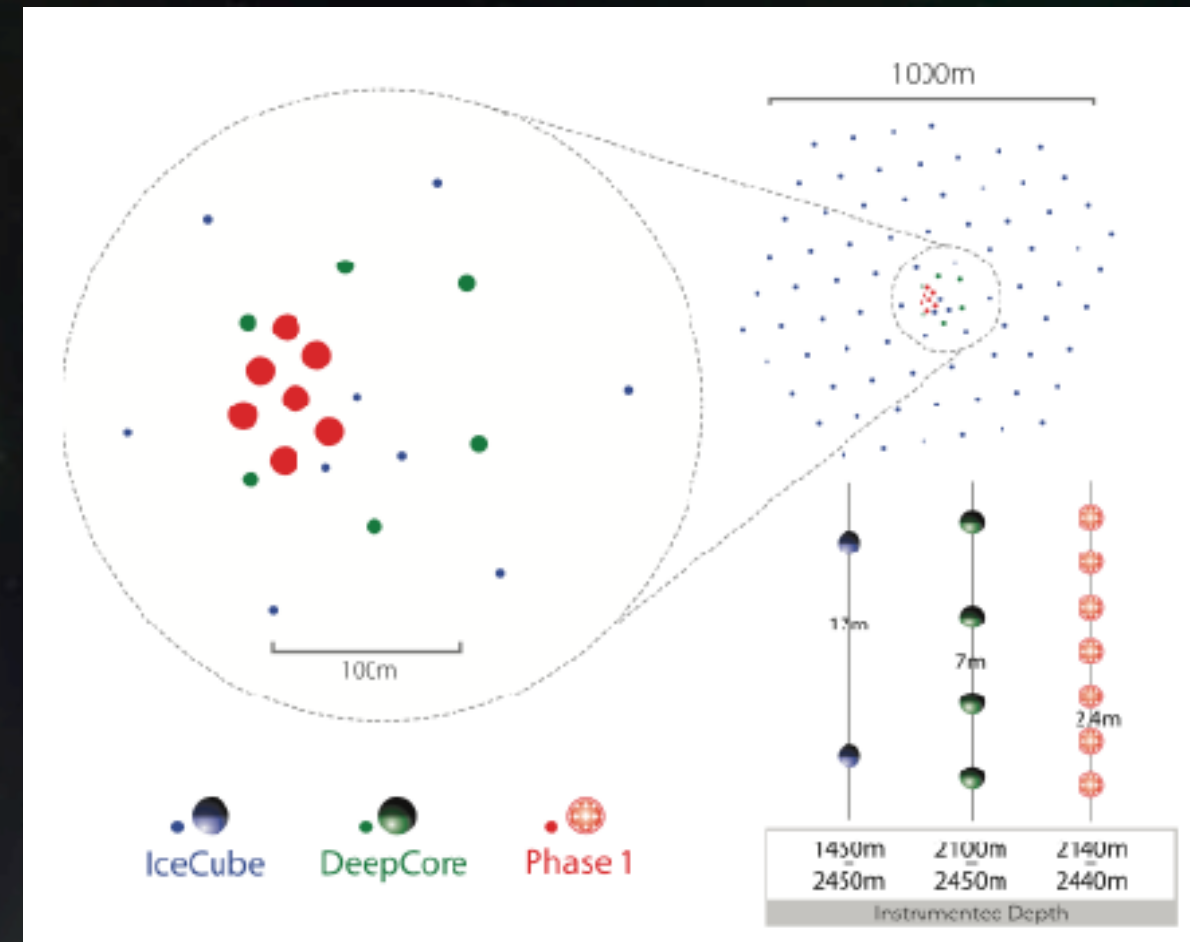 1000m
100m
17m
7m
2.4m
IceCube
DeepCore
Phase 1
1450m
–
2450m
2100m
–
2450m
2140m
–
2440m
Instrumented Depth